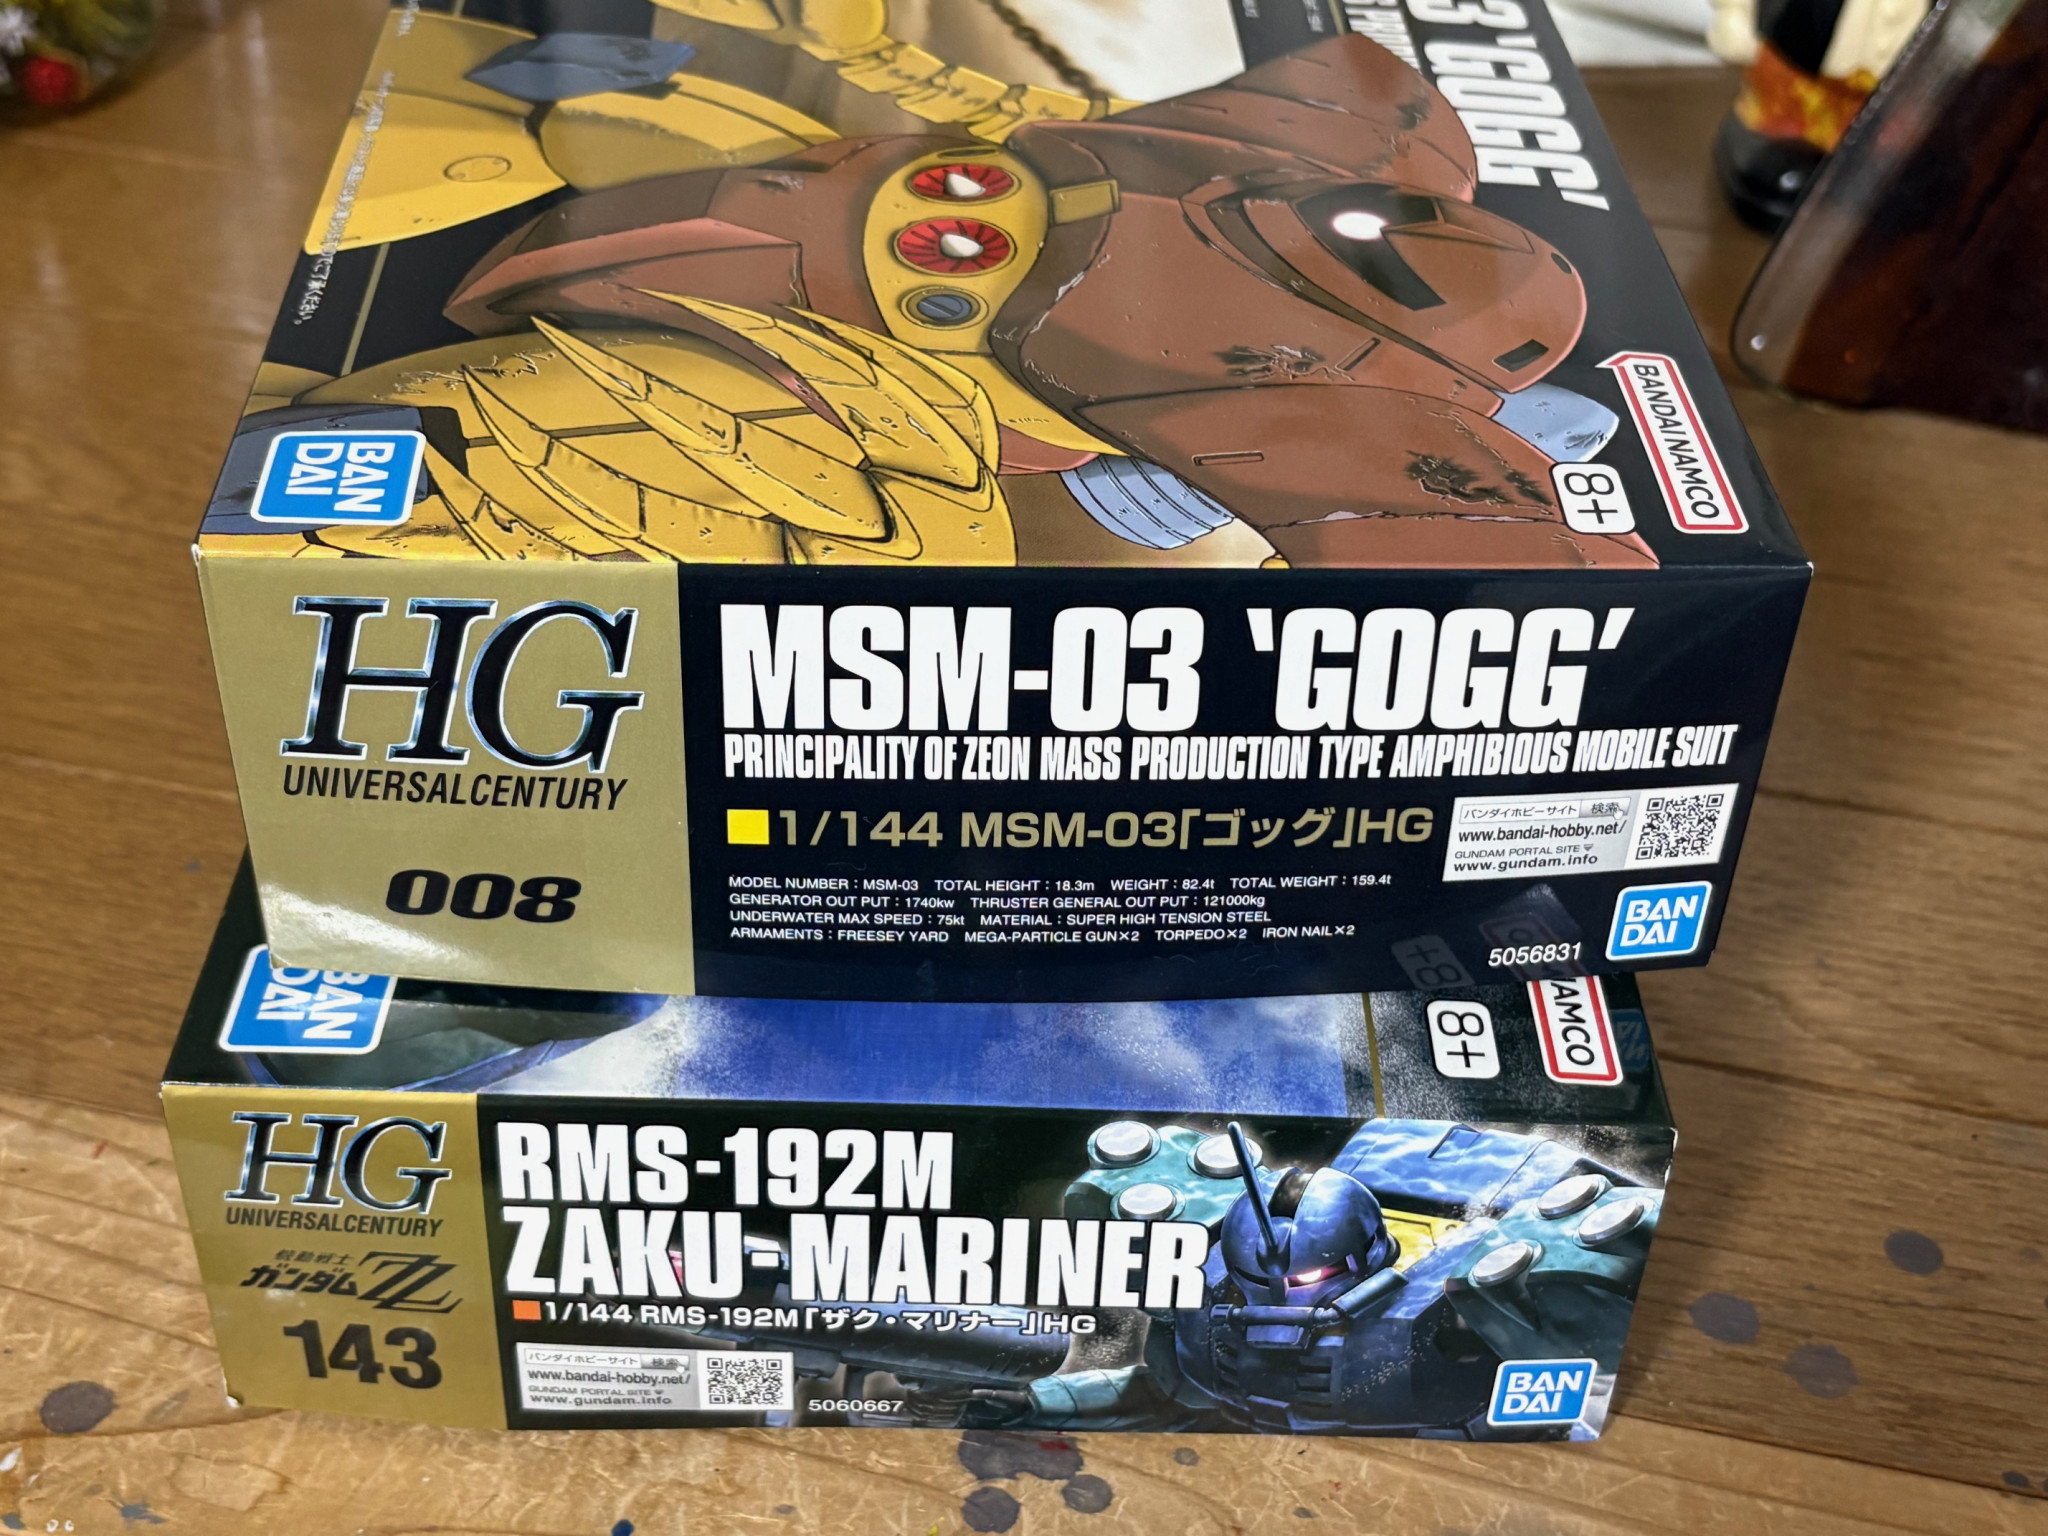 3 'GOGG'
BANDAI NAMCO
BAN
DAI
8+
HG
UNIVERSALCENTURY
008
MSM-03 'GOGG'
PRINCIPALITY OF ZEON MASS PRODUCTION TYPE AMPHIBIOUS MOBILE SUIT
1/144 MSM-03「ゴッグ」HG
バンダイホビーサイト 検索
www.bandai-hobby.net/
GUNDAM PORTAL SITE
www.gundam.info
MODEL NUMBER : MSM-03 TOTAL HEIGHT : 18.3m WEIGHT : 82.4t TOTAL WEIGHT : 159.4t
GENERATOR OUT PUT : 1740kw THRUSTER GENERAL OUT PUT : 121000kg
UNDERWATER MAX SPEED : 75kt MATERIAL : SUPER HIGH TENSION STEEL
ARMAMENTS : FREESEY YARD MEGA-PARTICLE GUN×2 TORPEDO×2 IRON NAIL×2
5056831
BAN
DAI
BAN
DAI
8+
NAMCO
HG
UNIVERSALCENTURY
機動戦士
ガンダムZZ
143
RMS-192M
ZAKU-MARINER
1/144 RMS-192M「ザク・マリナー」HG
バンダイホビーサイト 検索
www.bandai-hobby.net/
GUNDAM PORTAL SITE
www.gundam.info
5060667
BAN
DAI